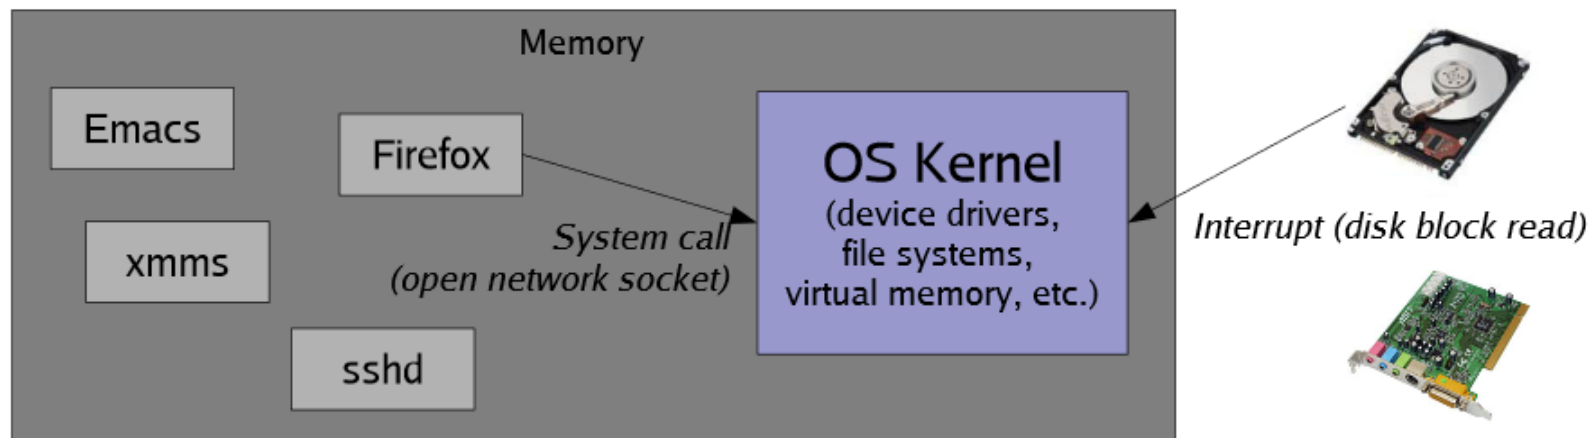 Memory
Emacs
Firefox
xmms
sshd
System call
(open network socket)
OS Kernel
(device drivers,
file systems,
virtual memory, etc.)
Interrupt (disk block read)